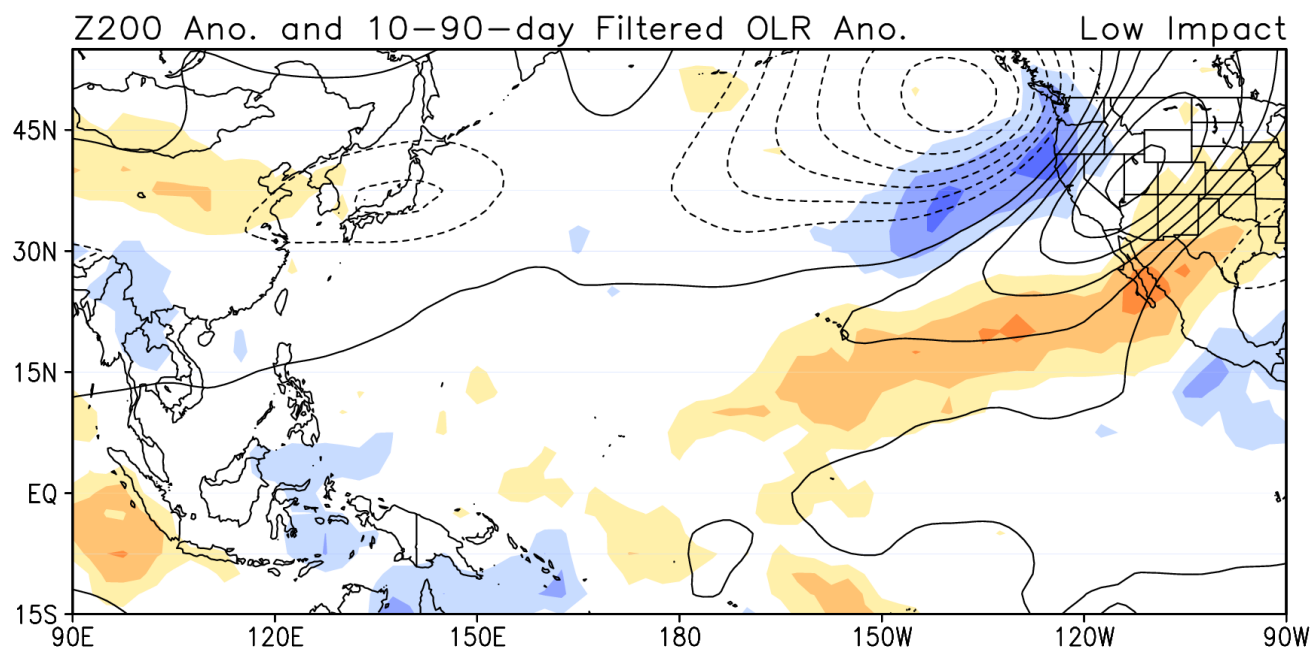 Z200 Ano. and 10-90-day Filtered OLR Ano. Low Impact
45N
30N
15N
EQ
15S
90E 120E 150E 180 150W 120W 90W